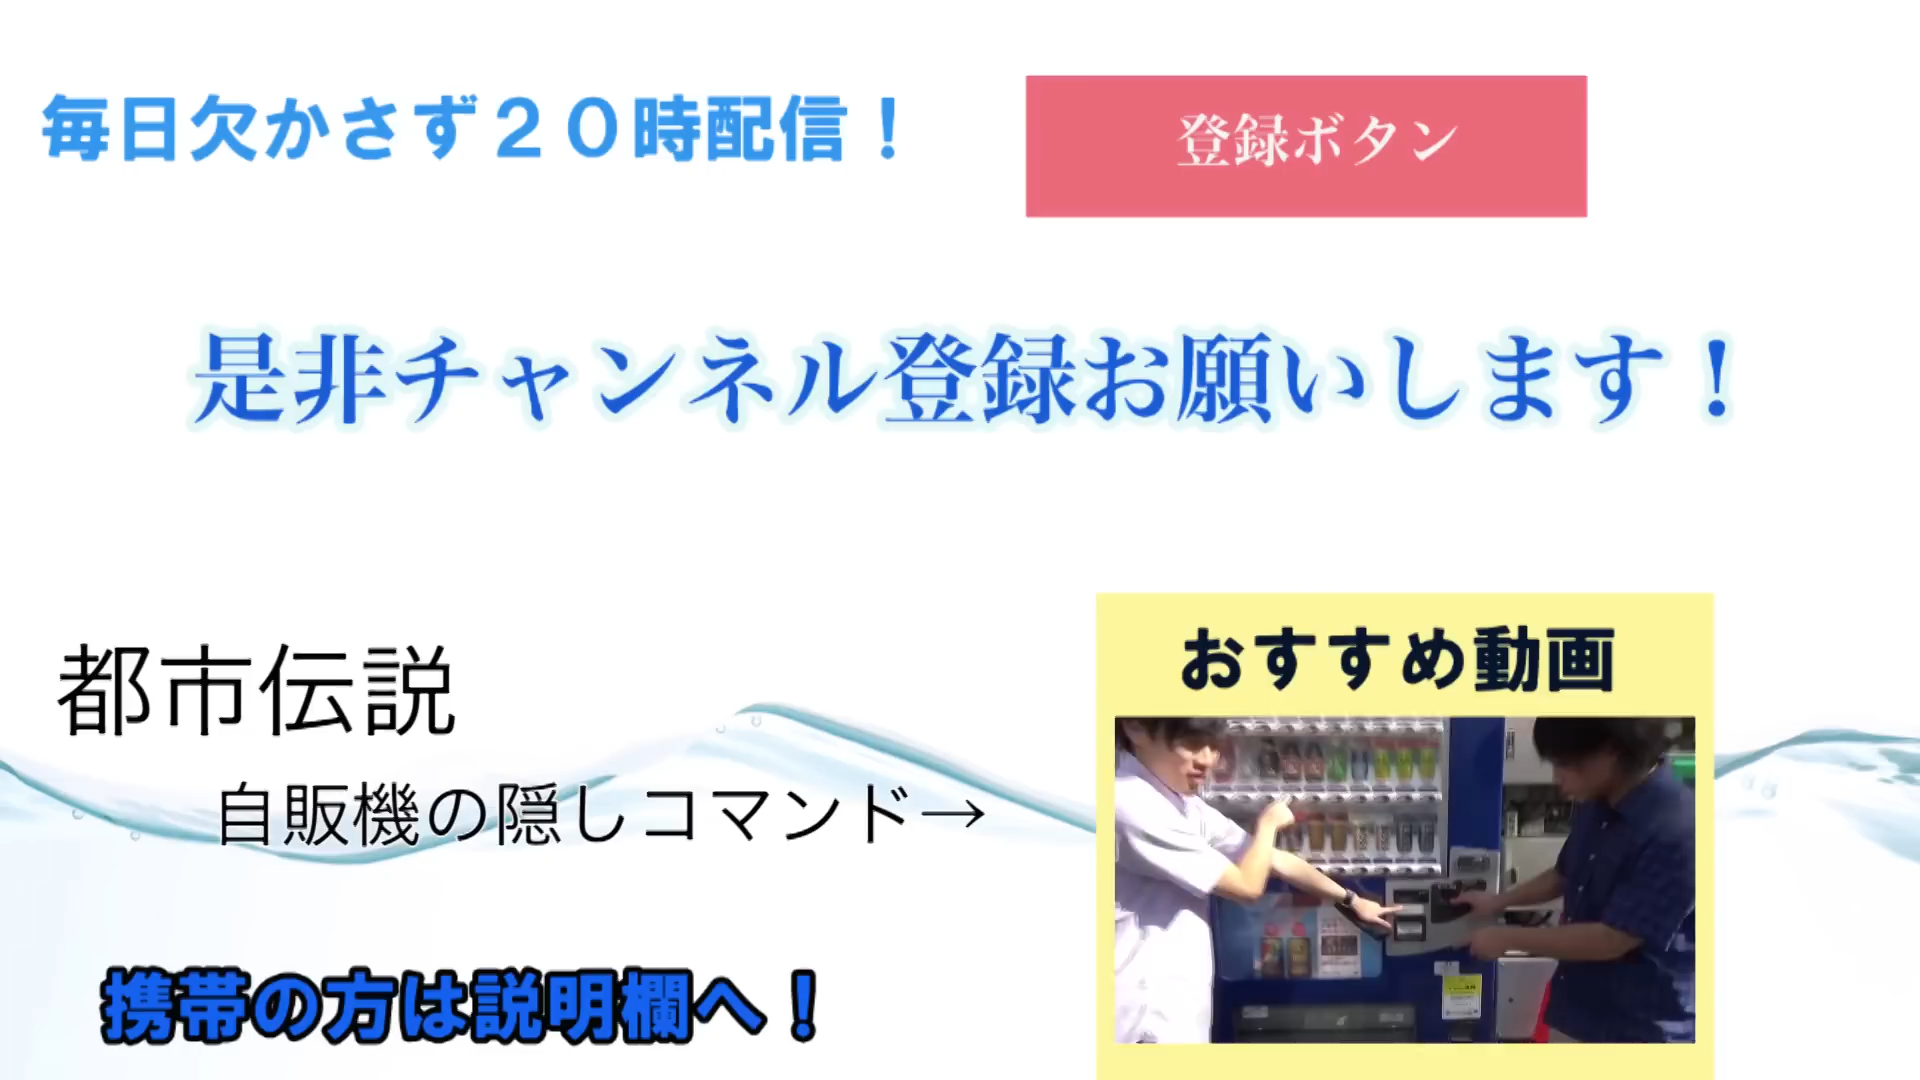 毎日欠かさず２０時配信！
登録ボタン
是非チャンネル登録お願いします！
都市伝説
自販機の隠しコマンド→
おすすめ動画
携帯の方は説明欄へ！